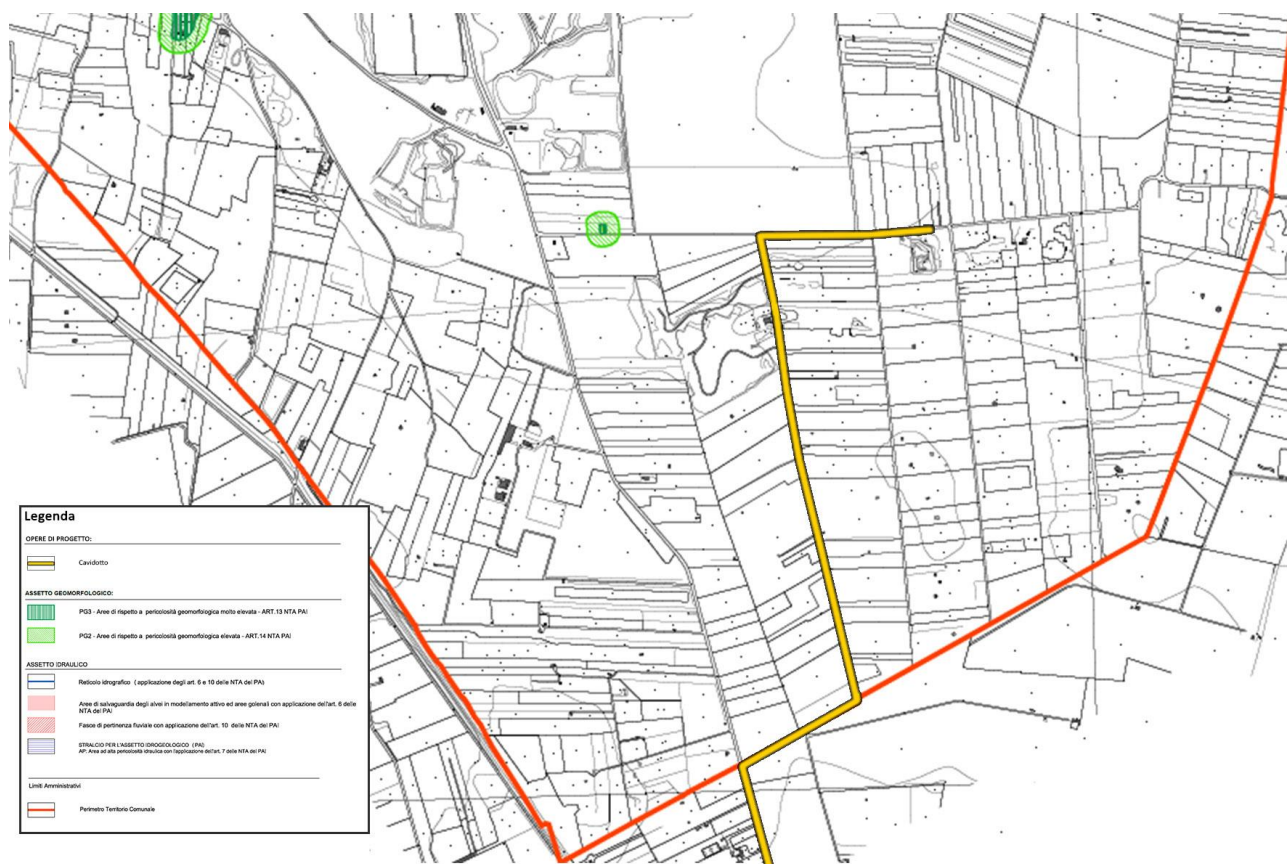 Legenda
OPERE DI PROGETTO:
Cavidotto
ASSETTO GEOMORFOLOGICO:
PG3 - Aree di rispetto a pericolosità geomorfologica molto elevata - ART.13 NTA PAI
PG2 - Aree di rispetto a pericolosità geomorfologica elevata - ART.14 NTA PAI
ASSETTO IDRAULICO
Reticolo idrografico ( applicazione degli art. 6 e 10 delle NTA del PAI)
Aree di salvaguardia degli alvei in modellamento attivo ed aree golenali con applicazione dell'art. 6 delle
NTA del PAI
Fasce di pertinenza fluviale con applicazione dell'art. 10 delle NTA del PAI
STRALCIO PER L'ASSETTO IDROGEOLOGICO (PAI)
AP: Area ad alta pericolosità idraulica con l'applicazione dell'art. 7 delle NTA del PAI
Limiti Amministrativi
Perimetro Territorio Comunale